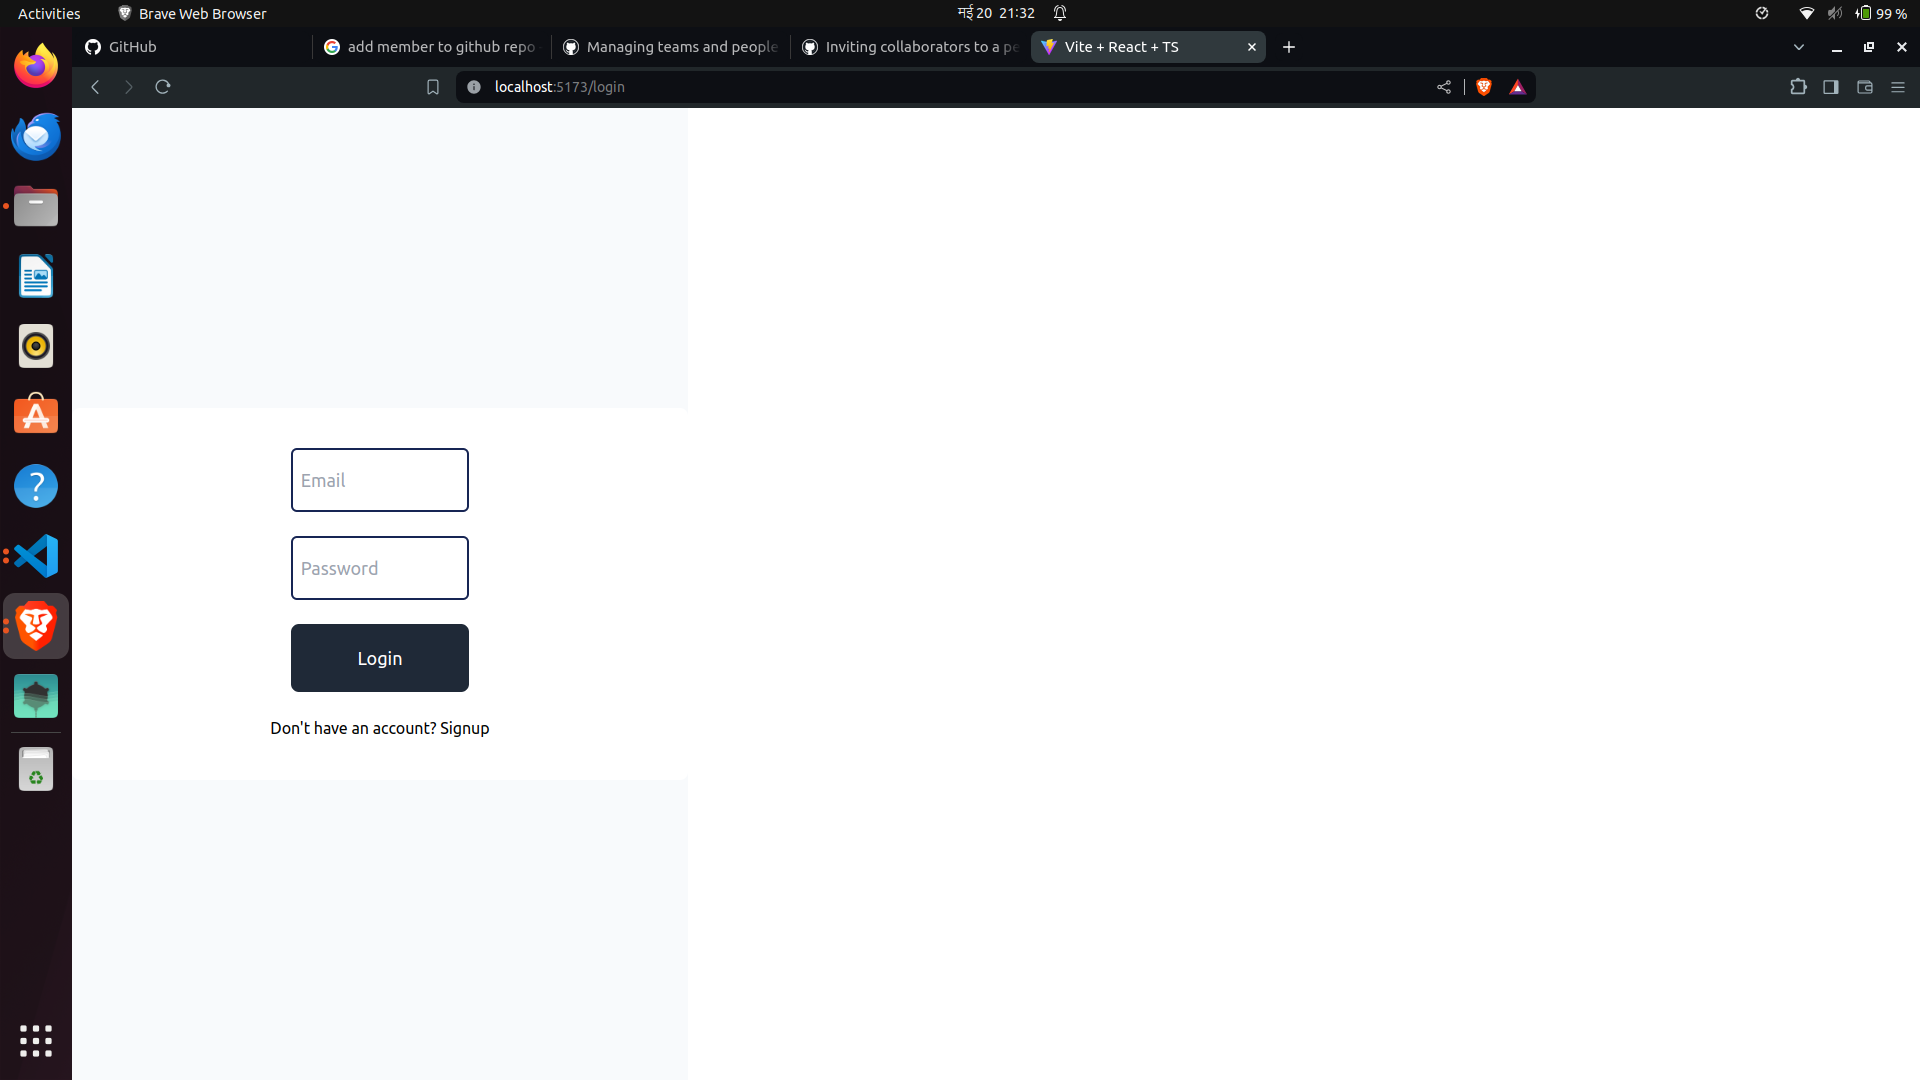 Activities Brave Web Browser मई 20 21:32 99 %
GitHub add member to github repo Managing teams and people Inviting collaborators to a pe Vite + React + TS
localhost:5173/login
Email
Password
Login
Don't have an account? Signup